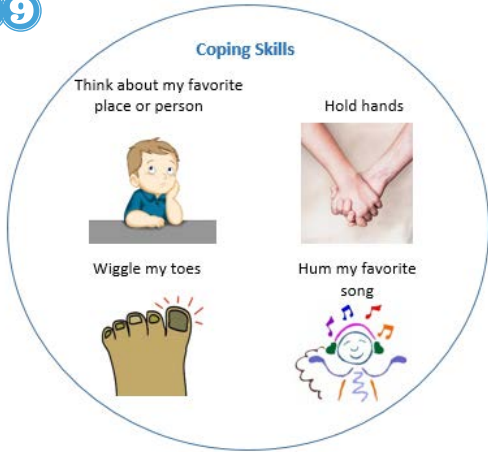 9
Coping Skills
Think about my favorite
place or person
Hold hands
Wiggle my toes
Hum my favorite
song